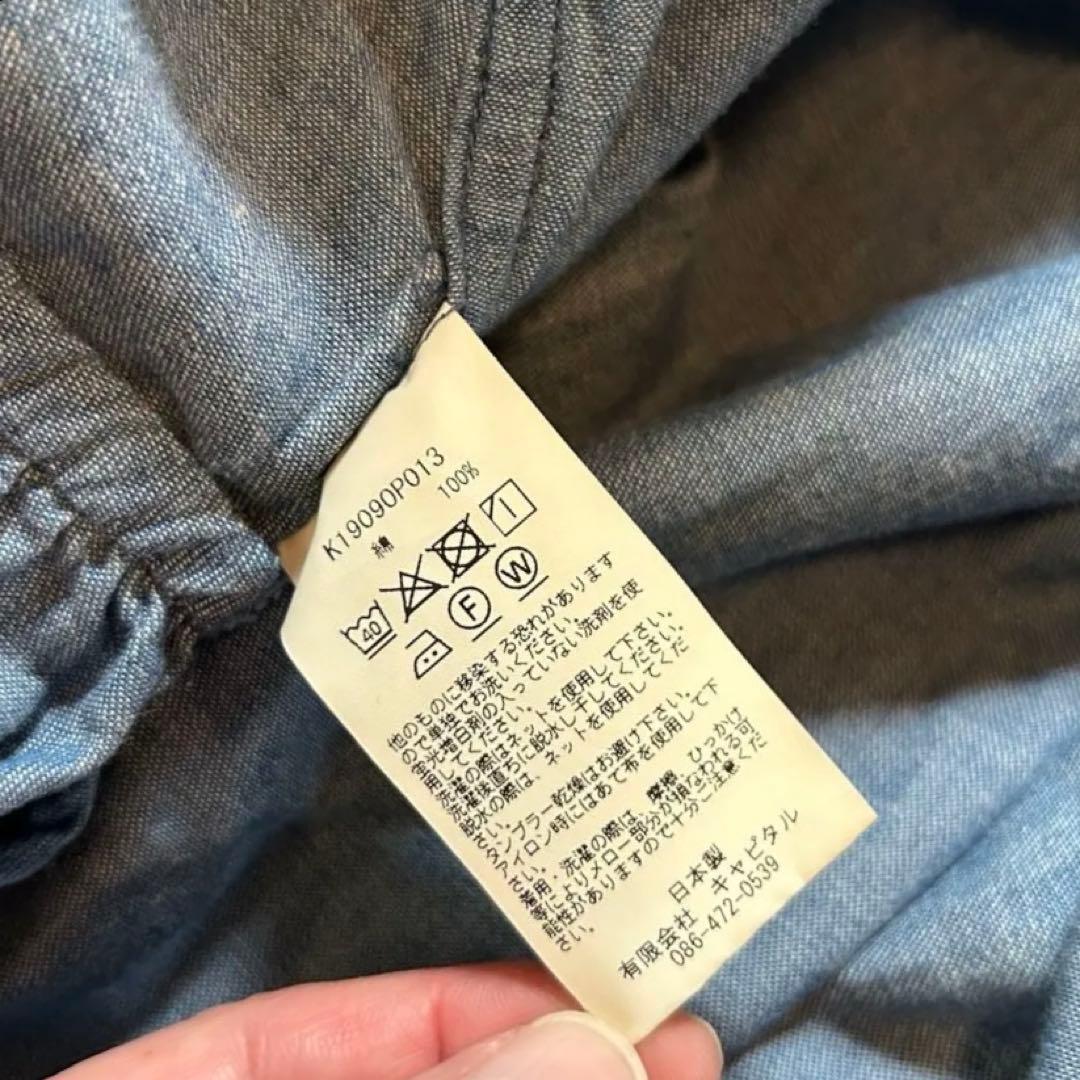 K19090P013
綿 100%
40
F W
他のものに移染する恐れがあります
ので単独でお洗いください。
光増白剤の入っていない洗剤を使
用してください。
洗濯の際はネットを使用して下さい。
洗濯後直ちに脱水し干してください。
脱水の際は、ネットを使用してくだ
さい。
タンブラー乾燥はお避け下さい。
アイロン時にはあて布を使用して下
さい。
着用・洗濯の際は、摩擦、ひっかけ
等によりメロー部分が損なわれる可
能性がありますので十分ご注意くだ
さい。
日本製
有限会社 キャピタル
086-472-0539